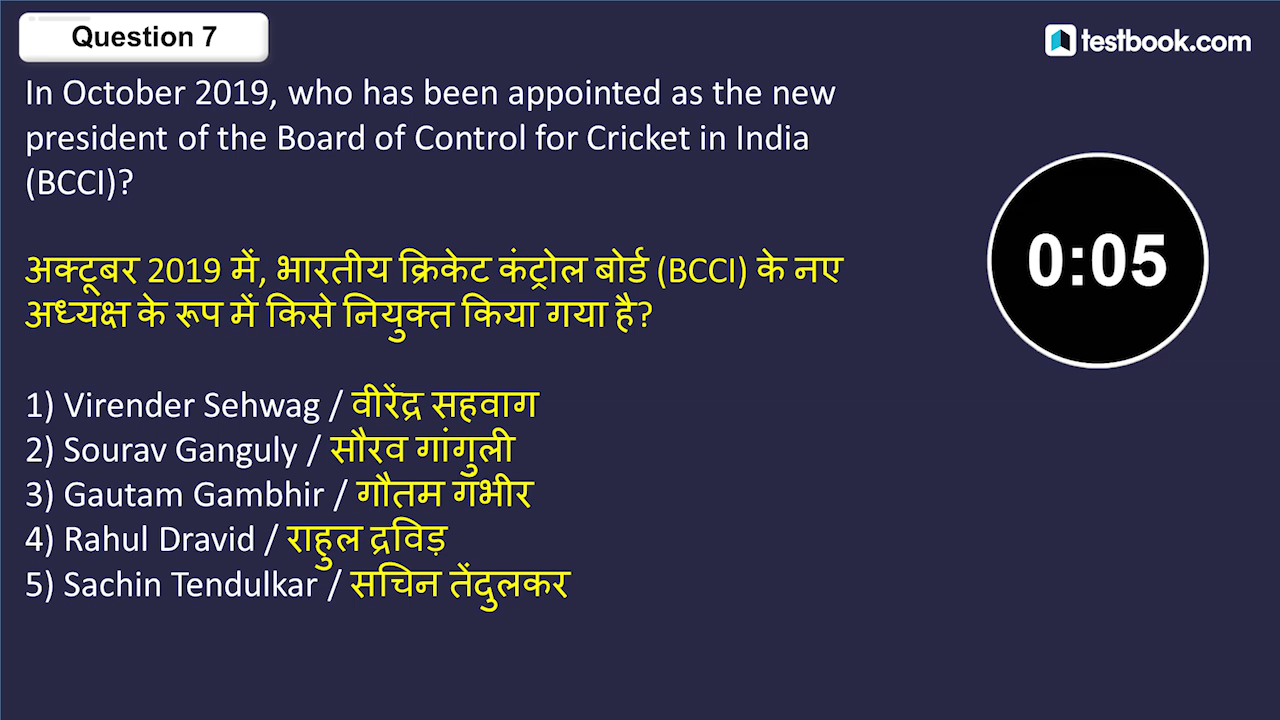 Question 7
testbook.com
In October 2019, who has been appointed as the new
president of the Board of Control for Cricket in India
(BCCI)?
अक्टूबर 2019 में, भारतीय क्रिकेट कंट्रोल बोर्ड (BCCI) के नए
अध्यक्ष के रूप में किसे नियुक्त किया गया है?
1) Virender Sehwag / वीरेंद्र सहवाग
2) Sourav Ganguly / सौरव गांगुली
3) Gautam Gambhir / गौतम गंभीर
4) Rahul Dravid / राहुल द्रविड़
5) Sachin Tendulkar / सचिन तेंदुलकर
0:05